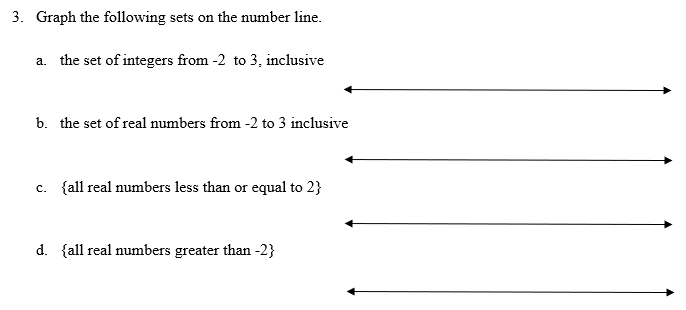 3. Graph the following sets on the number line.
a. the set of integers from -2 to 3, inclusive
b. the set of real numbers from -2 to 3 inclusive
c. {all real numbers less than or equal to 2}
d. {all real numbers greater than -2}